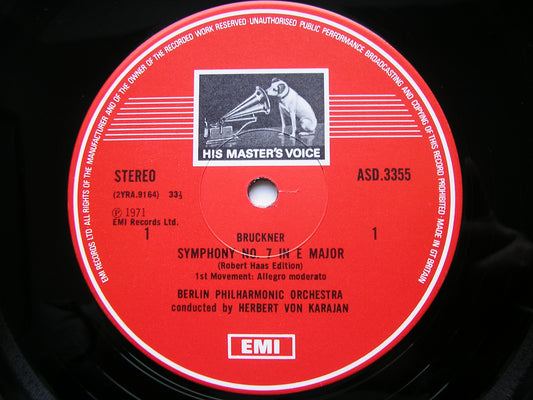 EMI RECORDS LTD ALL RIGHTS OF THE MANUFACTURER AND OF THE OWNER OF THE RECORDED WORK RESERVED UNAUTHORISED PUBLIC PERFORMANCE BROADCASTING AND COPYING OF THIS RECORD PROHIBITED · MADE IN GT BRITAIN
HIS MASTER'S VOICE
STEREO
ASD.3355
(2YRA.9164) 33⅓
℗ 1971
EMI Records Ltd.
1
1
BRUCKNER
SYMPHONY NO. 7 IN E MAJOR
(Robert Haas Edition)
1st Movement: Allegro moderato
BERLIN PHILHARMONIC ORCHESTRA
conducted by HERBERT VON KARAJAN
EMI